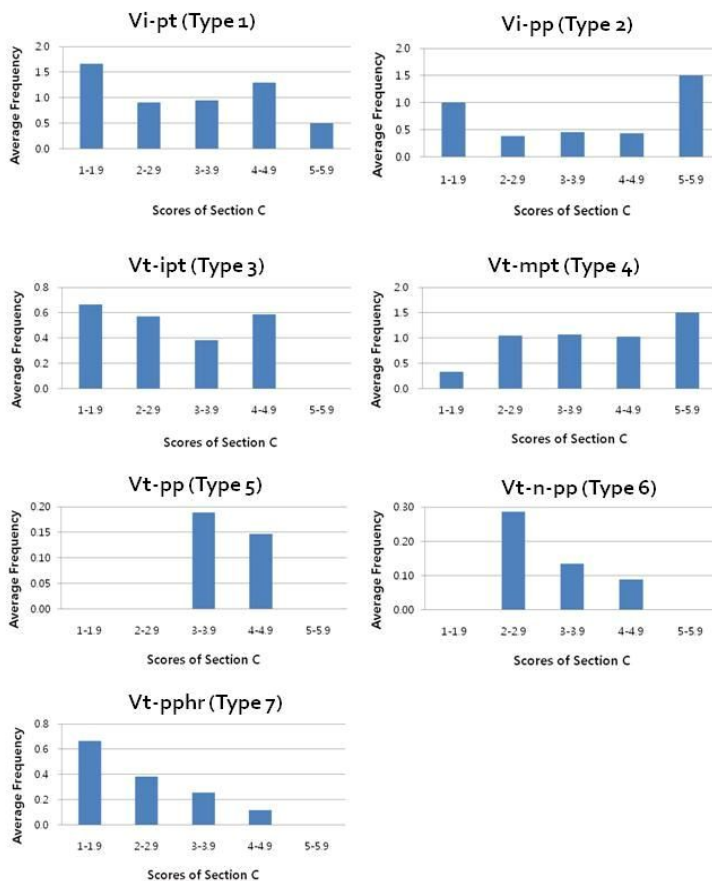 Vi-pt (Type 1)
Average Frequency
2.0
1.5
1.0
0.5
0.0
1-1.9 2-2.9 3-3.9 4-4.9 5-5.9
Scores of Section C
Vi-pp (Type 2)
Average Frequency
2.0
1.5
1.0
0.5
0.0
1-1.9 2-2.9 3-3.9 4-4.9 5-5.9
Scores of Section C
Vt-ipt (Type 3)
Average Frequency
0.8
0.6
0.4
0.2
0.0
1-1.9 2-2.9 3-3.9 4-4.9 5-5.9
Scores of Section C
Vt-mpt (Type 4)
Average Frequency
2.0
1.5
1.0
0.5
0.0
1-1.9 2-2.9 3-3.9 4-4.9 5-5.9
Scores of Section C
Vt-pp (Type 5)
Average Frequency
0.20
0.15
0.10
0.05
0.00
1-1.9 2-2.9 3-3.9 4-4.9 5-5.9
Scores of Section C
Vt-n-pp (Type 6)
Average Frequency
0.30
0.20
0.10
0.00
1-1.9 2-2.9 3-3.9 4-4.9 5-5.9
Scores of Section C
Vt-pphr (Type 7)
Average Frequency
0.8
0.6
0.4
0.2
0.0
1-1.9 2-2.9 3-3.9 4-4.9 5-5.9
Scores of Section C